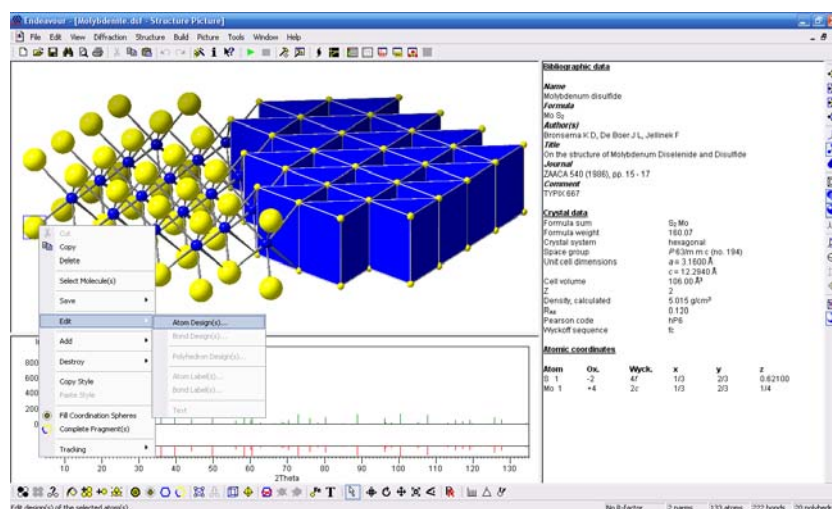 Endeavour - [Molybdenite.dsf - Structure Picture]
File Edit View Diffraction Structure Build Picture Tools Window Help
Bibliographic data
Name
Molybdenum disulfide
Formula
Mo S₂
Author(s)
Bronsema K D, De Boer J L, Jellinek F
Title
On the structure of Molybdenum Diselenide and Disulfide
Journal
ZAACA 540 (1986), pp. 15 - 17
Comment
TYPIX 667
Crystal data
Formula sum S₂ Mo
Formula weight 160.07
Crystal system hexagonal
Space group P 63/m m c (no. 194)
Unit cell dimensions a = 3.1600 Å
c = 12.2940 Å
Cell volume 106.00 Å³
Z 2
Density, calculated 5.015 g/cm³
RAll 0.120
Pearson code hP6
Wyckoff sequence fc
Atomic coordinates
Atom Ox. Wyck. x y z
S 1 -2 4f 1/3 2/3 0.62100
Mo 1 +4 2c 1/3 2/3 1/4
Cut
Copy
Delete
Select Molecule(s)
Save
Edit
Add
Destroy
Copy Style
Paste Style
Fill Coordination Spheres
Complete Fragment(s)
Tracking
Atom Design(s)...
Bond Design(s)...
Polyhedron Design(s)...
Atom Label(s)...
Bond Label(s)...
Text
800
600
400
200
0
10 20 30 40 50 60 70 80 90 100 110 120 130
2Theta
Edit design(s) of the selected atom(s)
No B-factor 2 params 133 atoms 222 bonds 20 polyhedr